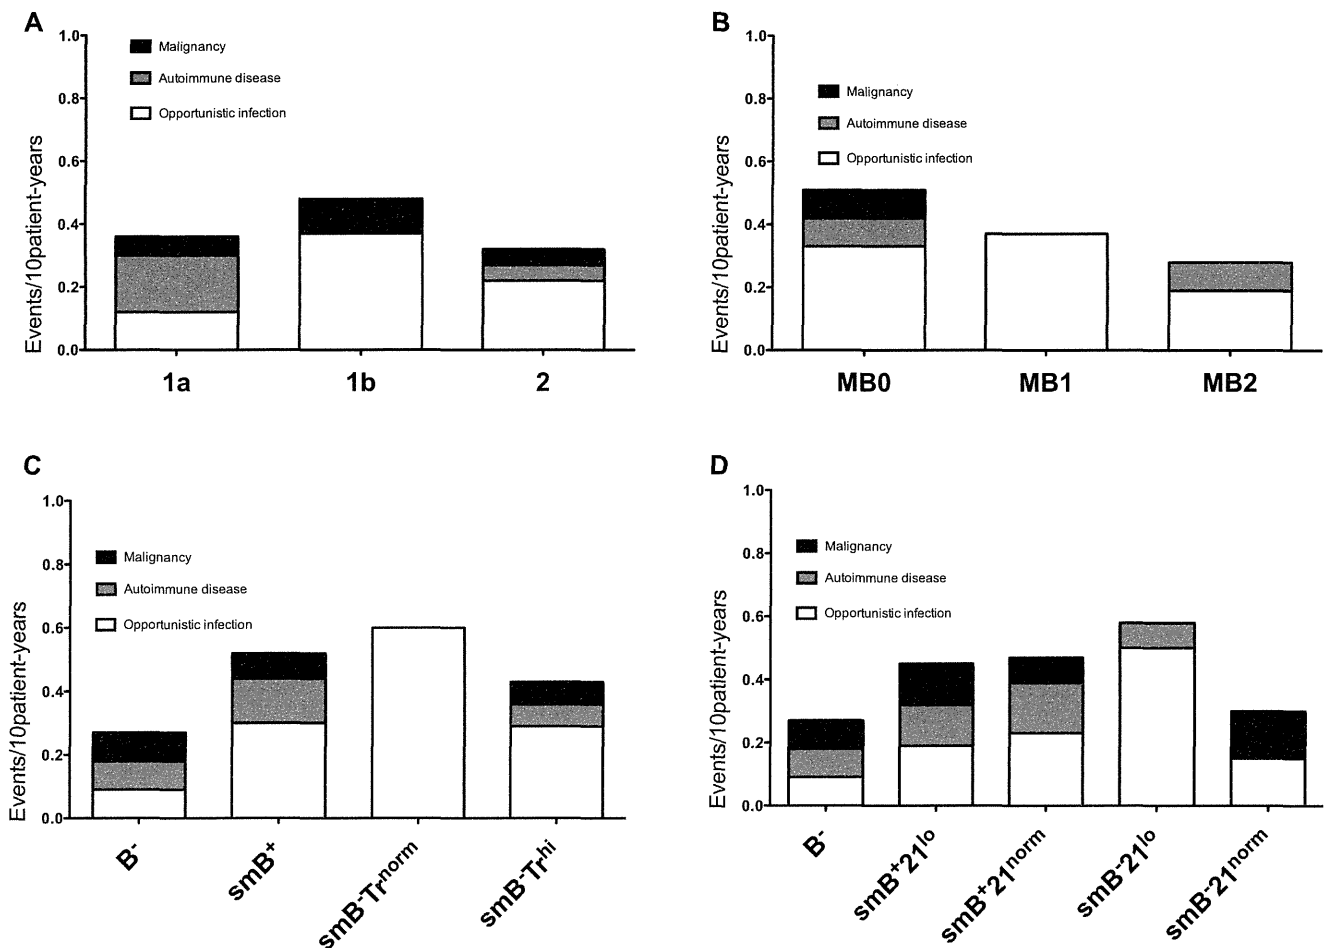 A
1.0
0.8
0.6
0.4
0.2
0.0
Events/10patient-years
Malignancy
Autoimmune disease
Opportunistic infection
1a 1b 2
B
1.0
0.8
0.6
0.4
0.2
0.0
Events/10patient-years
Malignancy
Autoimmune disease
Opportunistic infection
MB0 MB1 MB2
C
1.0
0.8
0.6
0.4
0.2
0.0
Events/10patient-years
Malignancy
Autoimmune disease
Opportunistic infection
B⁻
smB⁺
smB⁻Trⁿᵒʳᵐ
smB⁻Trʰⁱ
D
1.0
0.8
0.6
0.4
0.2
0.0
Events/10patient-years
Malignancy
Autoimmune disease
Opportunistic infection
B⁻
smB⁺21ˡᵒ
smB⁺21ⁿᵒʳᵐ
smB⁻21ˡᵒ
smB⁻21ⁿᵒʳᵐ